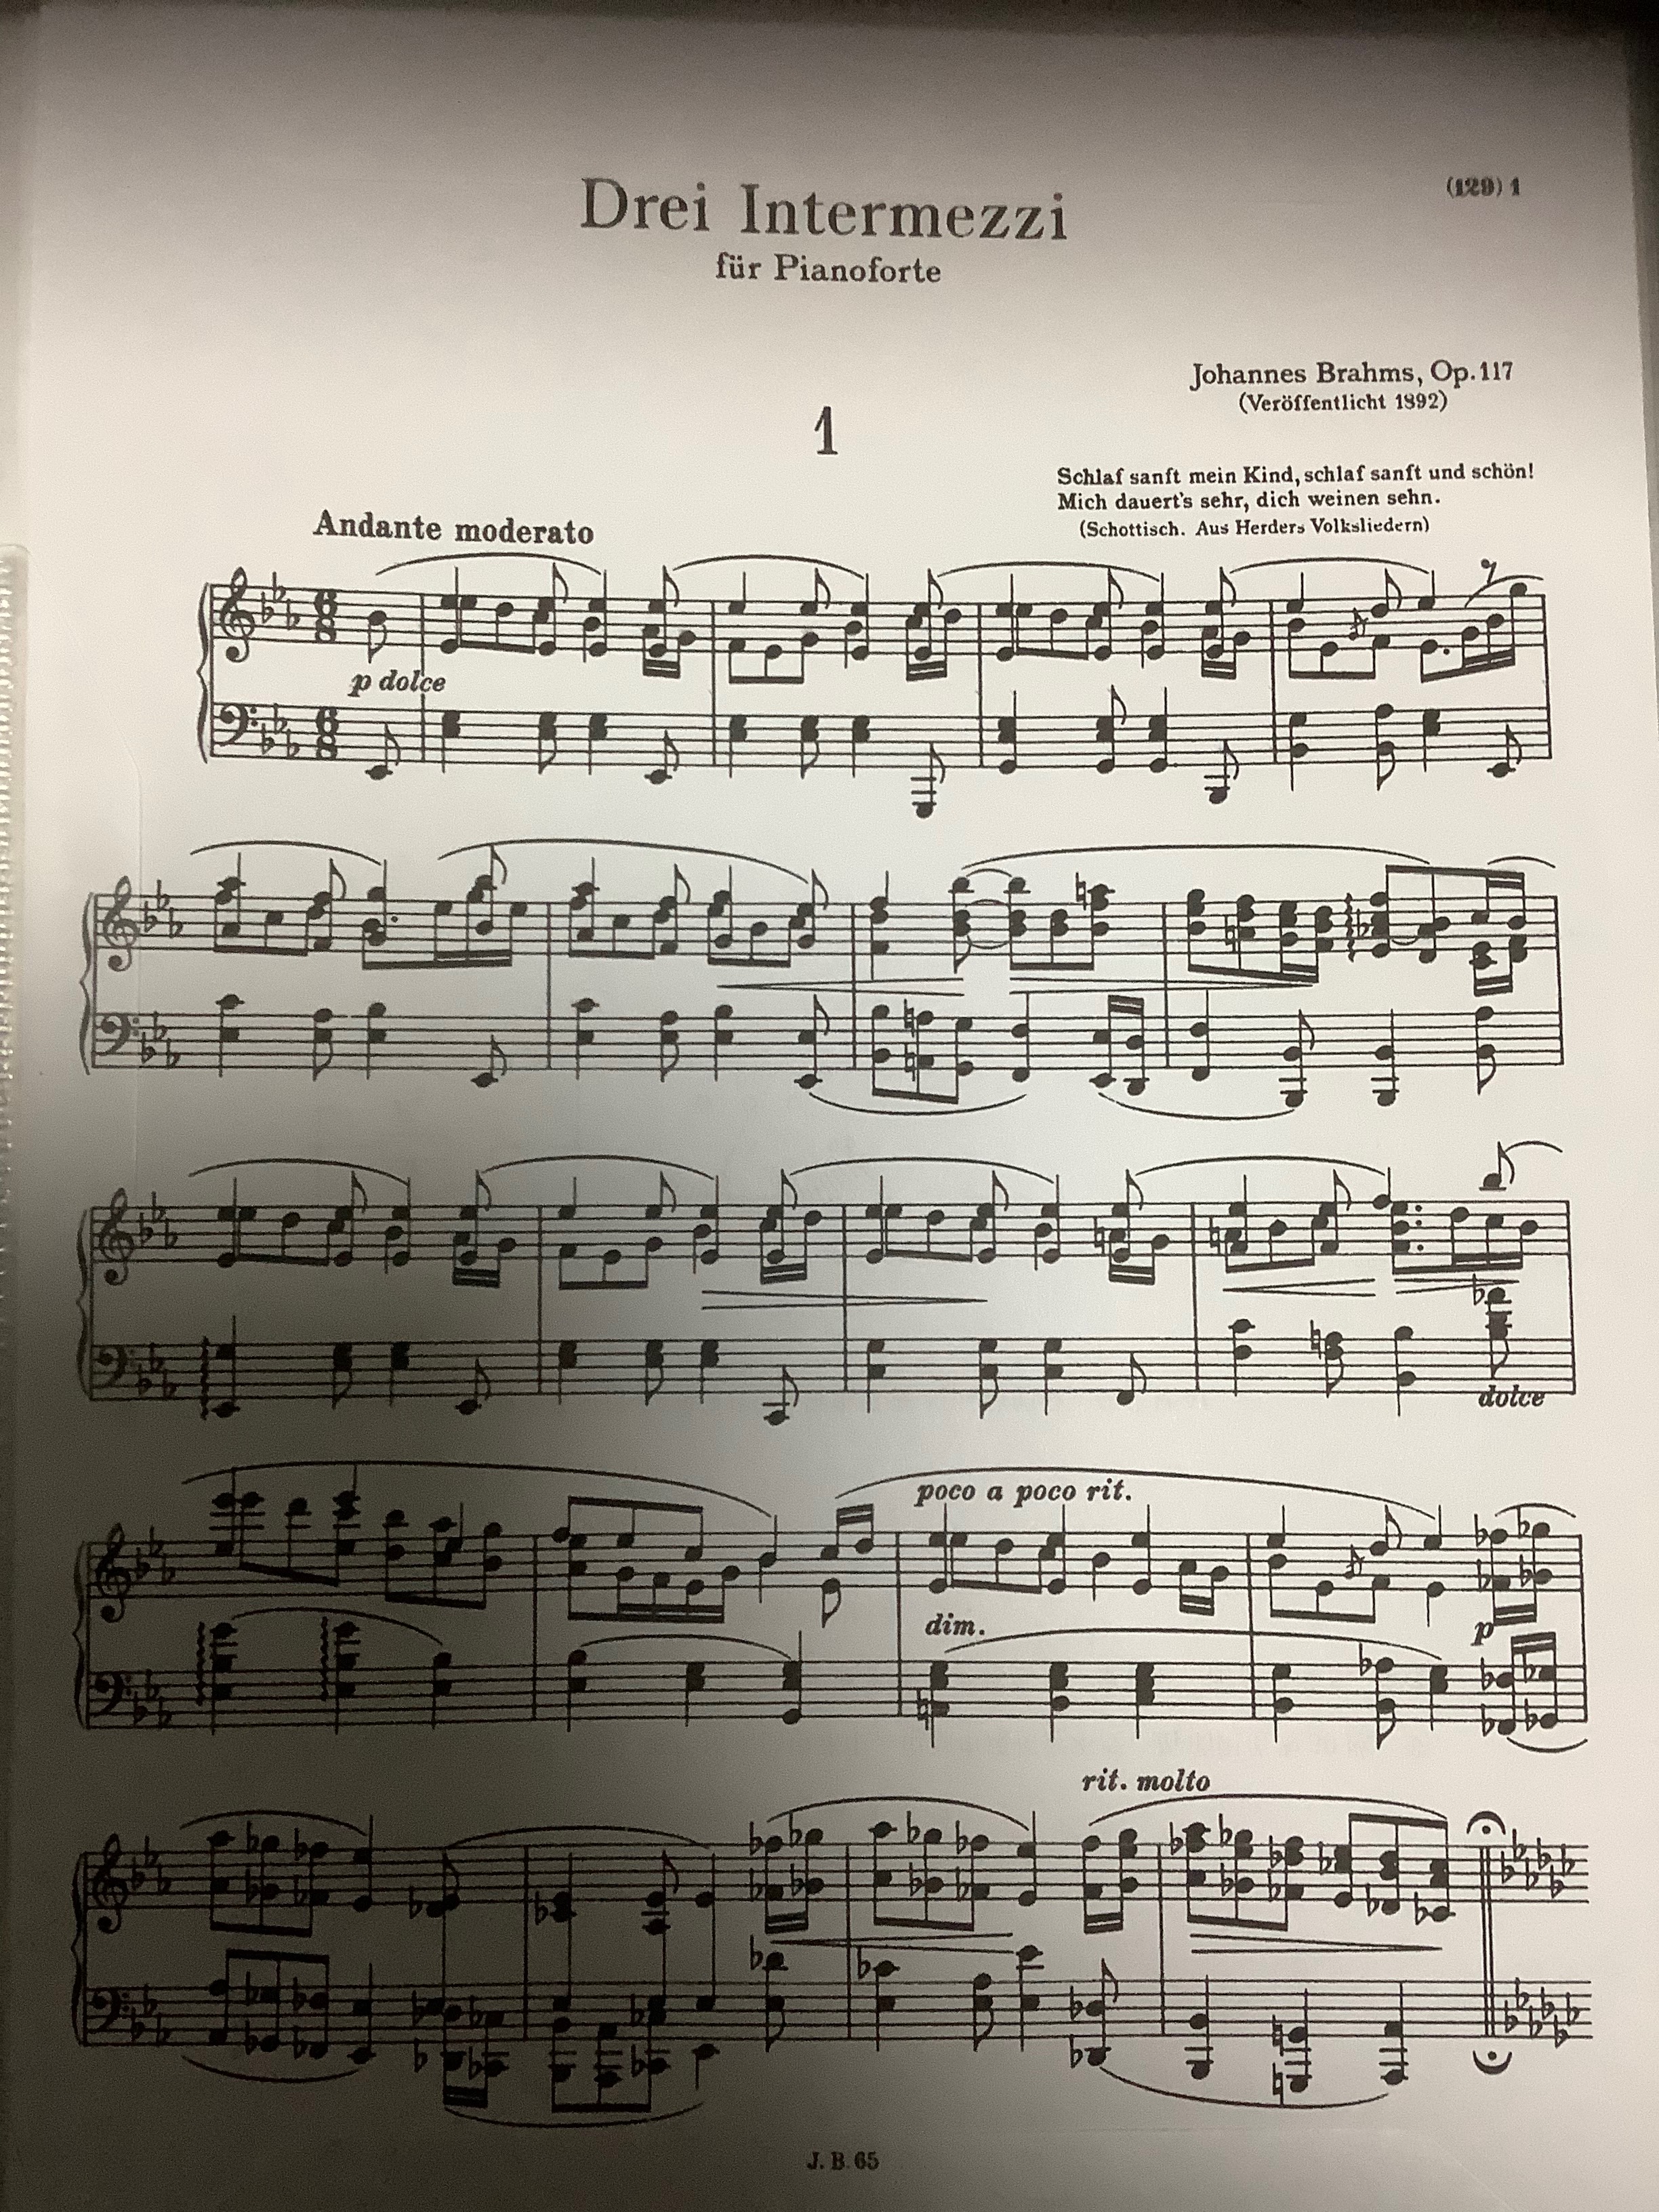 (129) 1
Drei Intermezzi
für Pianoforte
Johannes Brahms, Op. 117
(Veröffentlicht 1892)
1
Schlaf sanft mein Kind, schlaf sanft und schön!
Mich dauert's sehr, dich weinen sehn.
(Schottisch. Aus Herders Volksliedern)
Andante moderato
p dolce
dolce
poco a poco rit.
dim.
p
rit. molto
J. B. 65